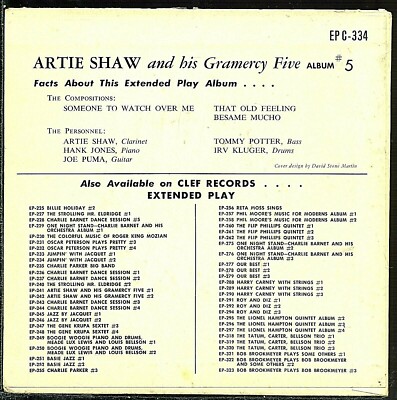 EP C-334
ARTIE SHAW and his Gramercy Five ALBUM #5
Facts About This Extended Play Album . . . .
THE COMPOSITIONS:
SOMEONE TO WATCH OVER ME
THAT OLD FEELING
BESAME MUCHO
THE PERSONNEL:
ARTIE SHAW, Clarinet
HANK JONES, Piano
JOE PUMA, Guitar
TOMMY POTTER, Bass
IRV KLUGER, Drums
Cover design by David Stone Martin
Also Available on CLEF RECORDS . . . .
EXTENDED PLAY
EP-225 BILLIE HOLIDAY #2
EP-227 THE STROLLING MR. ELDRIDGE #1
EP-228 CHARLIE BARNET DANCE SESSION #5
EP-229 ONE NIGHT STAND—CHARLIE BARNET AND HIS
ORCHESTRA ALBUM #1
EP-230 THE COLORFUL MUSIC OF ROGER KING MOZIAN
EP-231 OSCAR PETERSON PLAYS PRETTY #3
EP-232 OSCAR PETERSON PLAYS PRETTY #4
EP-233 JUMPIN' WITH JACQUET #1
EP-234 JUMPIN' WITH JACQUET #2
EP-235 CHARLIE PARKER BIG BAND
EP-236 CHARLIE BARNET DANCE SESSION #2
EP-237 CHARLIE BARNET DANCE SESSION #1
EP-240 THE STROLLING MR. ELDRIDGE #2
EP-241 ARTIE SHAW AND HIS GRAMERCY FIVE #1
EP-242 ARTIE SHAW AND HIS GRAMERCY FIVE #2
EP-243 CHARLIE BARNET DANCE SESSION #3
EP-244 CHARLIE BARNET DANCE SESSION #4
EP-245 JAZZ BY JACQUET #1
EP-246 JAZZ BY JACQUET #2
EP-247 THE GENE KRUPA SEXTET #3
EP-248 THE GENE KRUPA SEXTET #4
EP-249 BOOGIE WOOGIE PIANO AND DRUMS,
MEADE LUX LEWIS AND LOUIS BELLSON #1
EP-250 BOOGIE WOOGIE PIANO AND DRUMS,
MEADE LUX LEWIS AND LOUIS BELLSON #2
EP-251 BASIE JAZZ #1
EP-252 BASIE JAZZ #2
EP-255 CHARLIE PARKER #2
EP-256 RETA MOSS SINGS
EP-257 PHIL MOORE'S MUSIC FOR MODERNS ALBUM #1
EP-258 PHIL MOORE'S MUSIC FOR MODERNS ALBUM #2
EP-260 THE FLIP PHILLIPS QUINTET #1
EP-261 THE FLIP PHILLIPS QUINTET #2
EP-262 THE FLIP PHILLIPS QUINTET #3
EP-275 ONE NIGHT STAND—CHARLIE BARNET AND HIS
ORCHESTRA ALBUM #2
EP-276 ONE NIGHT STAND—CHARLIE BARNET AND HIS
ORCHESTRA ALBUM #3
EP-277 OUR BEST #1
EP-278 OUR BEST #2
EP-279 OUR BEST #3
EP-288 HARRY CARNEY WITH STRINGS #1
EP-289 HARRY CARNEY WITH STRINGS #2
EP-290 HARRY CARNEY WITH STRINGS #3
EP-291 ROY AND DIZ #1
EP-292 ROY AND DIZ #2
EP-294 ROY AND DIZ #3
EP-295 THE LIONEL HAMPTON QUINTET ALBUM #2
EP-296 THE LIONEL HAMPTON QUINTET ALBUM #3
EP-297 THE LIONEL HAMPTON QUINTET ALBUM #4
EP-318 THE TATUM, CARTER, BELLSON TRIO #1
EP-319 THE TATUM, CARTER, BELLSON TRIO #2
EP-320 THE TATUM, CARTER, BELLSON TRIO #3
EP-321 BOB BROOKMEYER PLAYS SOME OTHERS #1
EP-322 BOB BROOKMEYER PLAYS BOB BROOKMEYER
AND SOME OTHERS #2
EP-323 BOB BROOKMEYER PLAYS BOB BROOKMEYER #2